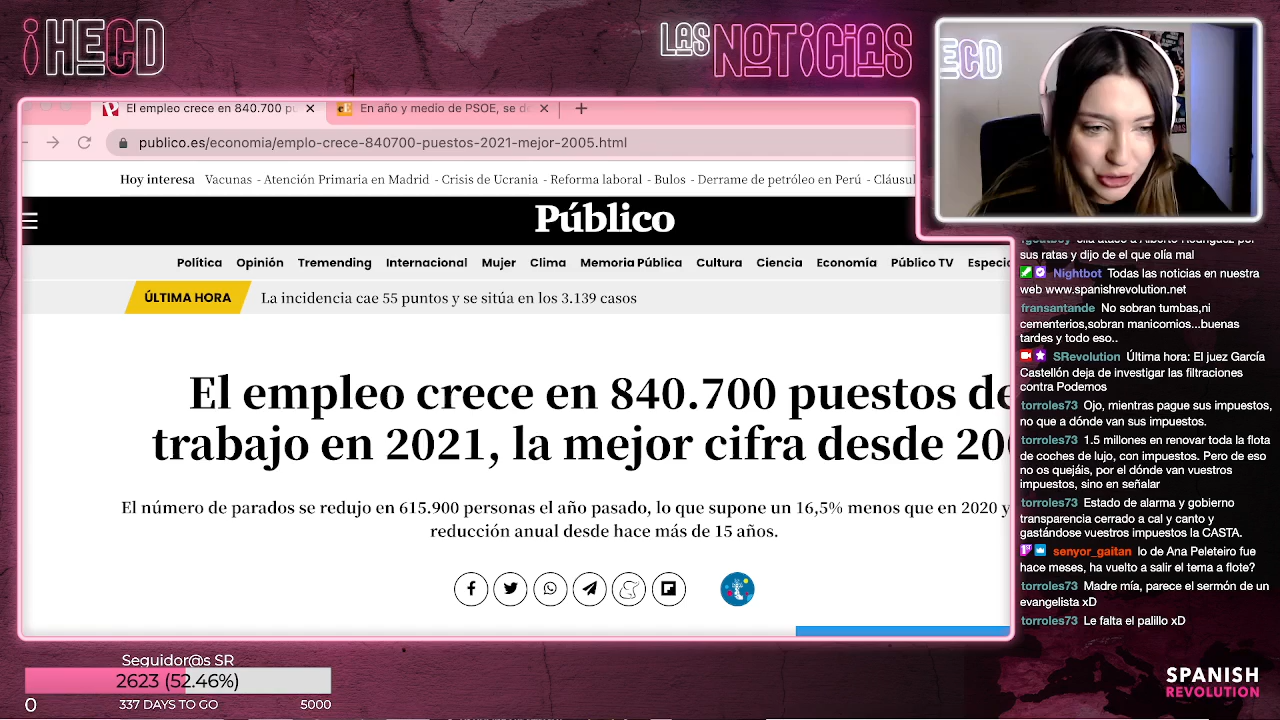 ¡HECD
LAS NOTICIAS
ECD
El empleo crece en 840.700 pu
En año y medio de PSOE, se d
publico.es/economia/emplo-crece-840700-puestos-2021-mejor-2005.html
Hoy interesa Vacunas - Atención Primaria en Madrid - Crisis de Ucrania - Reforma laboral - Bulos - Derrame de petróleo en Perú - Cláusul
Público
Política Opinión Tremending Internacional Mujer Clima Memoria Pública Cultura Ciencia Economía Público TV Especia
ÚLTIMA HORA La incidencia cae 55 puntos y se sitúa en los 3.139 casos
El empleo crece en 840.700 puestos de
trabajo en 2021, la mejor cifra desde 200
El número de parados se redujo en 615.900 personas el año pasado, lo que supone un 16,5% menos que en 2020 y
reducción anual desde hace más de 15 años.
ella atacó a Alberto Rodríguez por
sus ratas y dijo de el que olía mal
Nightbot Todas las noticias en nuestra
web www.spanishrevolution.net
fransantande No sobran tumbas,ni
cementerios,sobran manicomios...buenas
tardes y todo eso..
SRevolution Última hora: El juez García
Castellón deja de investigar las filtraciones
contra Podemos
torroles73 Ojo, mientras pague sus impuestos,
no que a dónde van sus impuestos.
torroles73 1.5 millones en renovar toda la flota
de coches de lujo, con impuestos. Pero de eso
no os quejáis, por el dónde van vuestros
impuestos, sino en señalar
torroles73 Estado de alarma y gobierno
transparencia cerrado a cal y canto y
gastándose vuestros impuestos la CASTA.
senyor_gaitan lo de Ana Peleteiro fue
hace meses, ha vuelto a salir el tema a flote?
torroles73 Madre mía, parece el sermón de un
evangelista xD
torroles73 Le falta el palillo xD
Seguidor@s SR
2623 (52.46%)
0 337 DAYS TO GO 5000
SPANISH
REVOLUTION